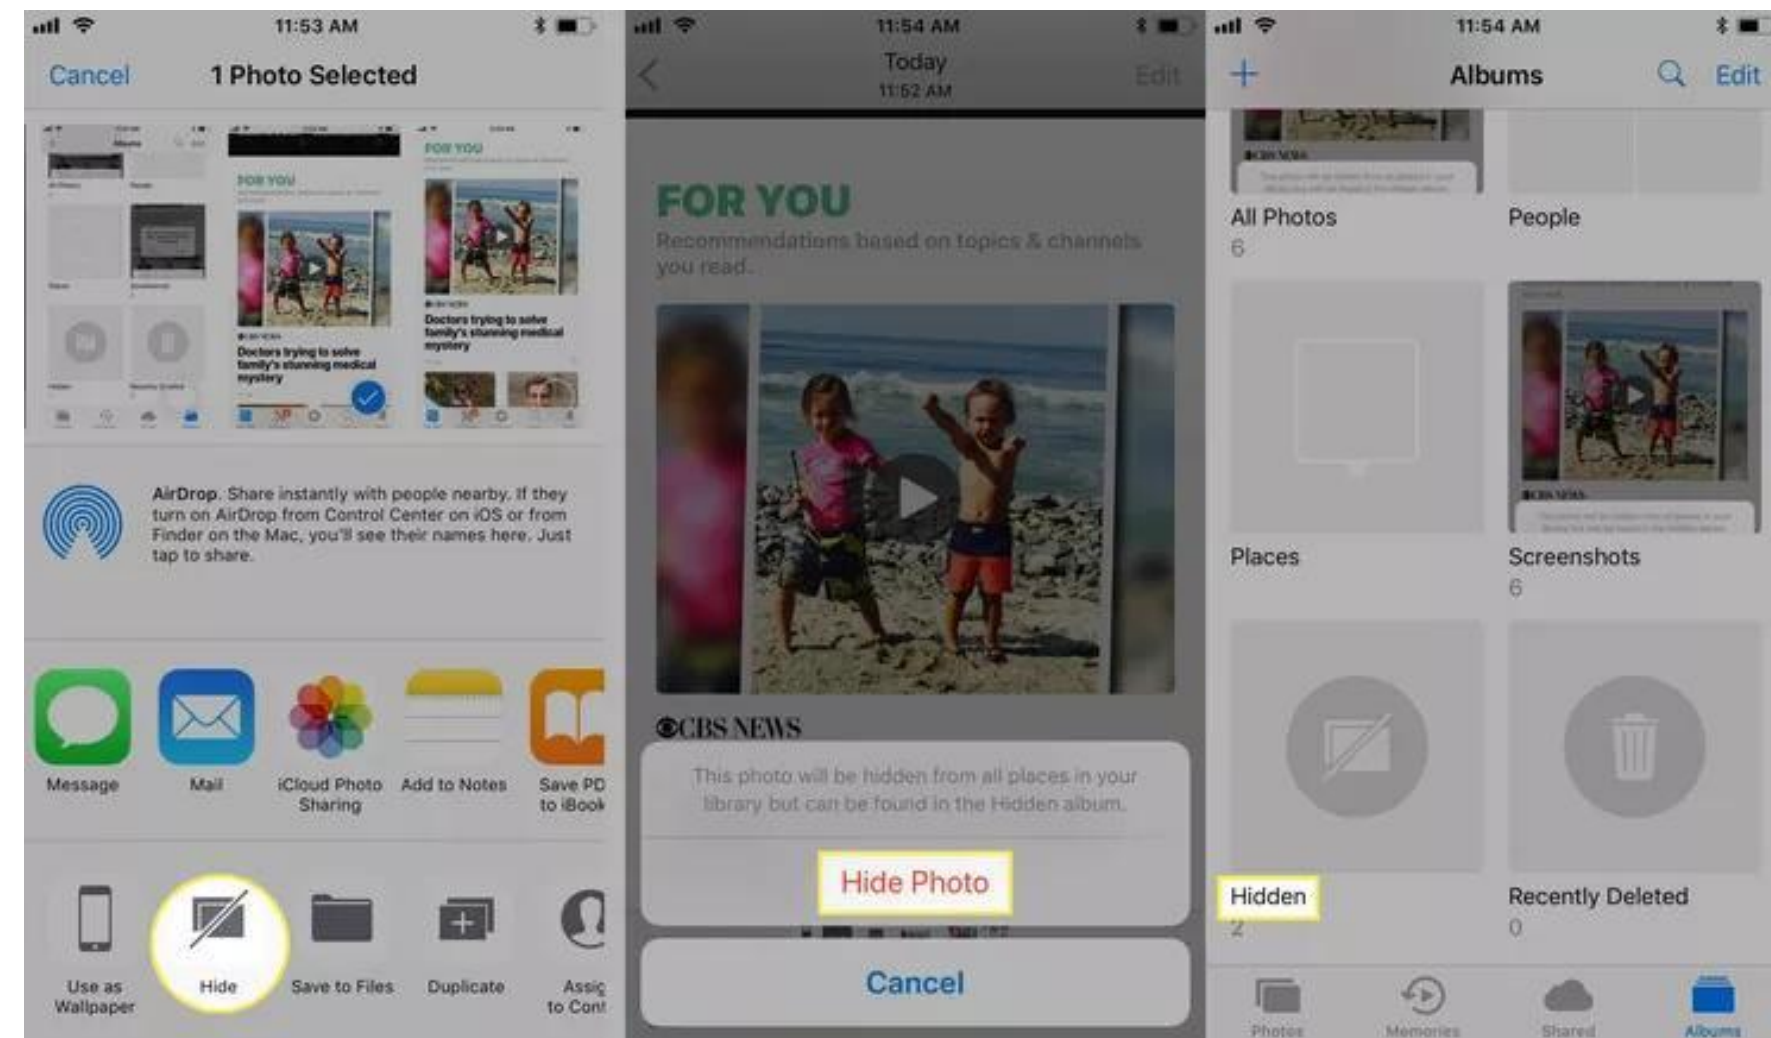 11:53 AM
Cancel
1 Photo Selected
FOR YOU
FOR YOU
Doctors trying to solve
family's stunning medical
mystery
Doctors trying to solve
family's stunning medical
mystery
AirDrop. Share instantly with people nearby. If they
turn on AirDrop from Control Center on iOS or from
Finder on the Mac, you'll see their names here. Just
tap to share.
Message
Mail
iCloud Photo
Sharing
Add to Notes
Save PD
to iBook
Use as
Wallpaper
Hide
Save to Files
Duplicate
Assig
to Cont
11:54 AM
Today
11:52 AM
Edit
FOR YOU
Recommendations based on topics & channels
you read.
CBS NEWS
This photo will be hidden from all places in your
library but can be found in the Hidden album.
Hide Photo
Cancel
11:54 AM
Albums
Edit
CBS NEWS
All Photos
6
People
Places
CBS NEWS
Screenshots
6
Hidden
2
Recently Deleted
0
Photos
Memories
Shared
Albums